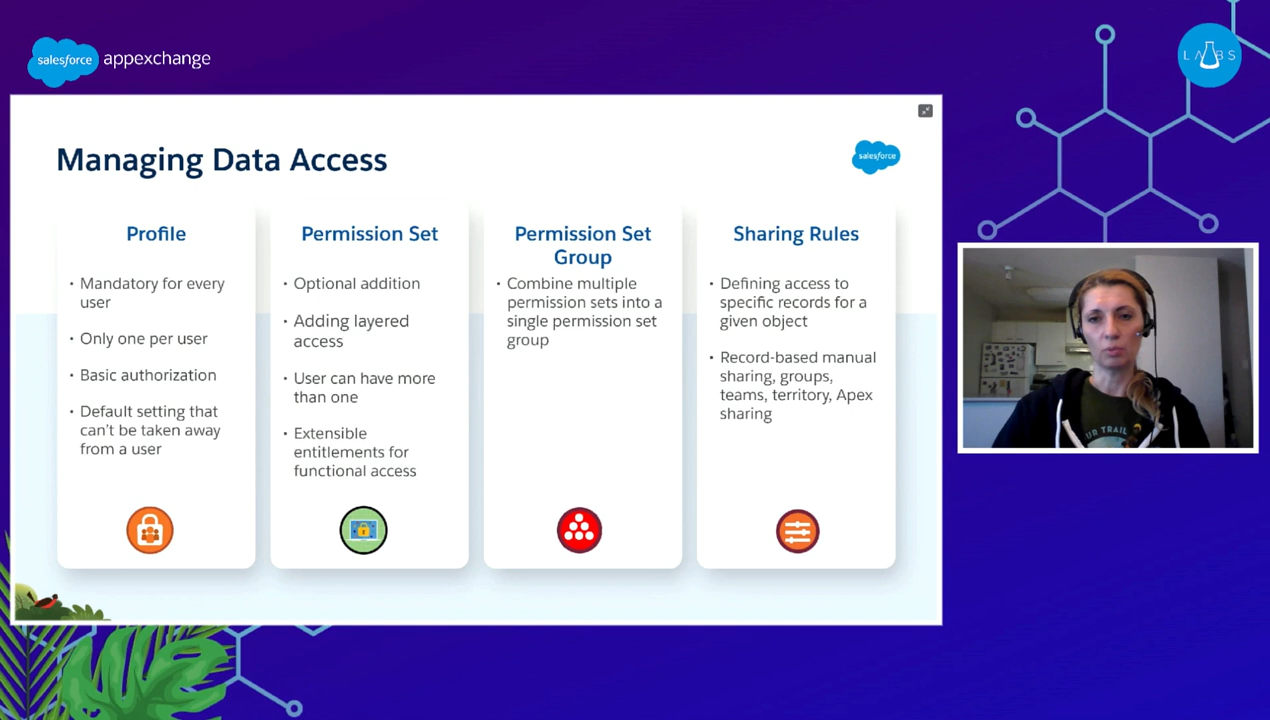 salesforce appexchange
LABS
Managing Data Access
salesforce
Profile
• Mandatory for every
user
• Only one per user
• Basic authorization
• Default setting that
can't be taken away
from a user
Permission Set
• Optional addition
• Adding layered
access
• User can have more
than one
• Extensible
entitlements for
functional access
Permission Set
Group
• Combine multiple
permission sets into a
single permission set
group
Sharing Rules
• Defining access to
specific records for a
given object
• Record-based manual
sharing, groups,
teams, territory, Apex
sharing
UR TRAIL